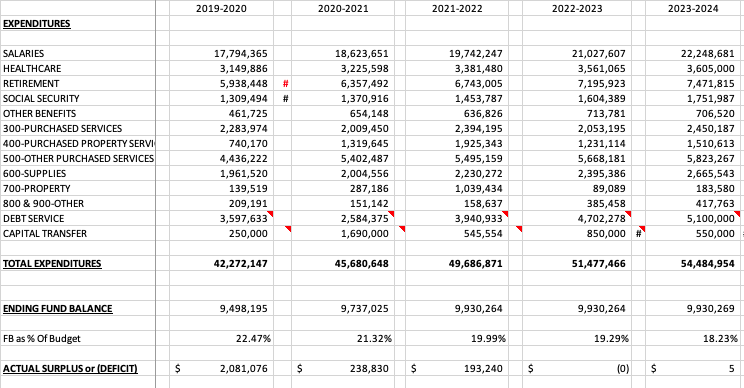 2019-2020 2020-2021 2021-2022 2022-2023 2023-2024
EXPENDITURES
SALARIES 17,794,365 18,623,651 19,742,247 21,027,607 22,248,681
HEALTHCARE 3,149,886 3,225,598 3,381,480 3,561,065 3,605,000
RETIREMENT 5,938,448 # 6,357,492 6,743,005 7,195,923 7,471,815
SOCIAL SECURITY 1,309,494 # 1,370,916 1,453,787 1,604,389 1,751,987
OTHER BENEFITS 461,725 654,148 636,826 713,781 706,520
300-PURCHASED SERVICES 2,283,974 2,009,450 2,394,195 2,053,195 2,450,187
400-PURCHASED PROPERTY SERVI 740,170 1,319,645 1,925,343 1,231,114 1,510,613
500-OTHER PURCHASED SERVICES 4,436,222 5,402,487 5,495,159 5,668,181 5,823,267
600-SUPPLIES 1,961,520 2,004,556 2,230,272 2,395,386 2,665,543
700-PROPERTY 139,519 287,186 1,039,434 89,089 183,580
800 & 900-OTHER 209,191 151,142 158,637 385,458 417,763
DEBT SERVICE 3,597,633 2,584,375 3,940,933 4,702,278 5,100,000
CAPITAL TRANSFER 250,000 1,690,000 545,554 850,000 # 550,000
TOTAL EXPENDITURES 42,272,147 45,680,648 49,686,871 51,477,466 54,484,954
ENDING FUND BALANCE 9,498,195 9,737,025 9,930,264 9,930,264 9,930,269
FB as % Of Budget 22.47% 21.32% 19.99% 19.29% 18.23%
ACTUAL SURPLUS or (DEFICIT) $ 2,081,076 $ 238,830 $ 193,240 $ (0) $ 5